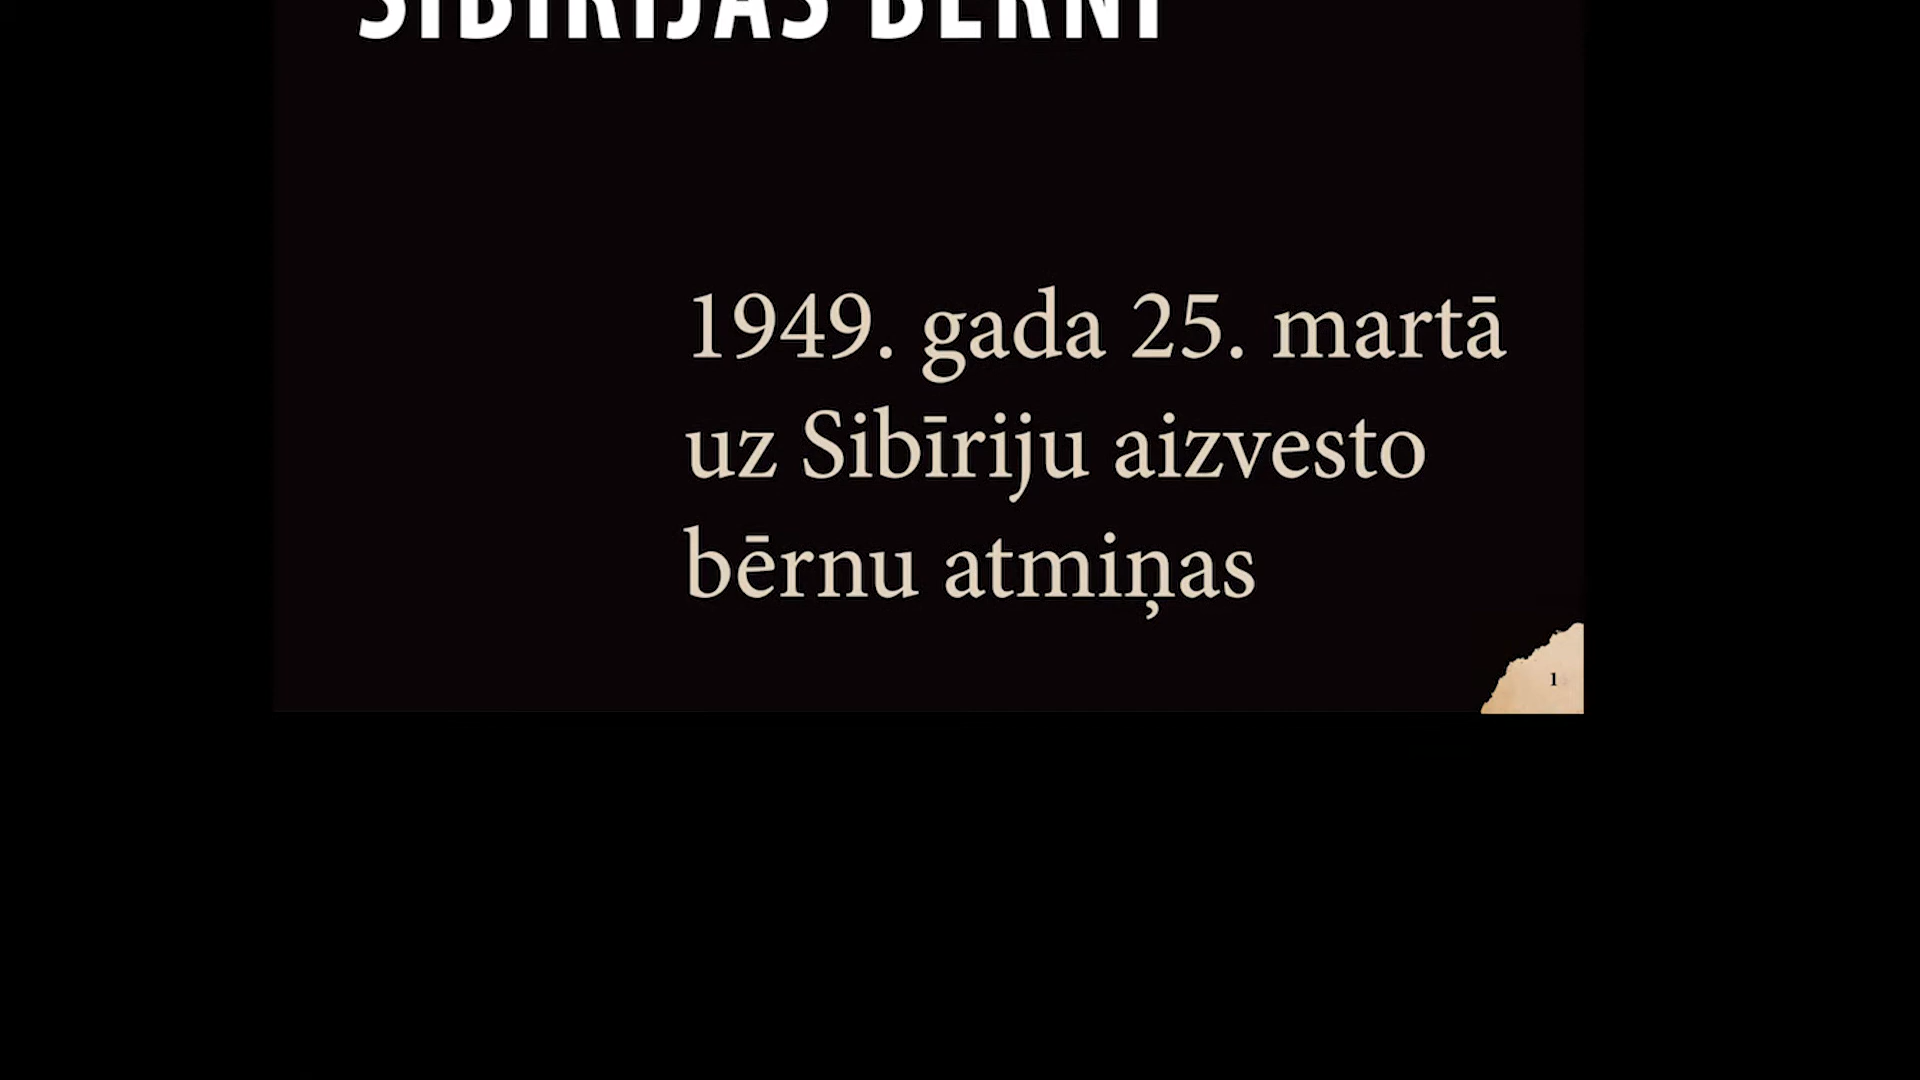 SIBĪRIJAS BĒRNI
1949. gada 25. martā
uz Sibīriju aizvesto
bērnu atmiņas
1